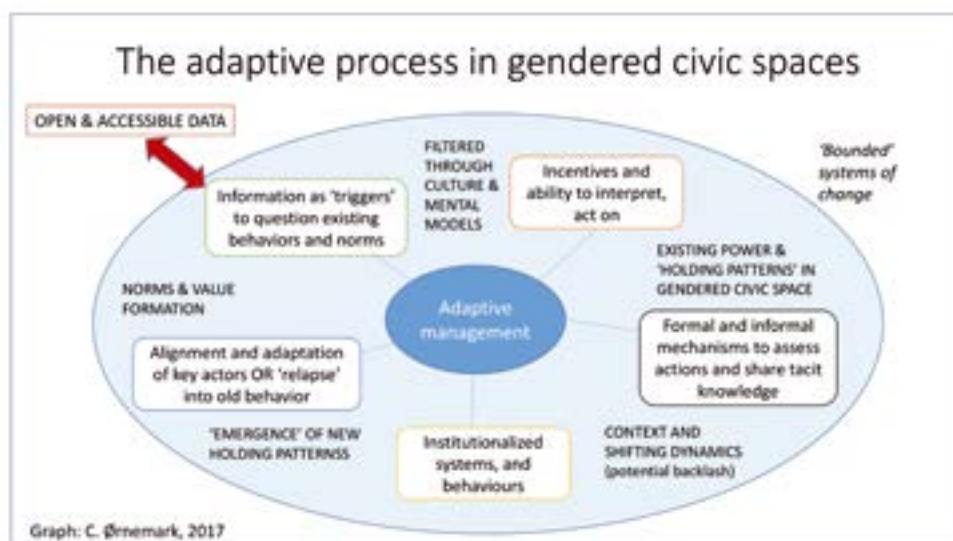 The adaptive process in gendered civic spaces
OPEN & ACCESSIBLE DATA
Information as 'triggers'
to question existing
behaviors and norms
FILTERED
THROUGH
CULTURE &
MENTAL
MODELS
Incentives and
ability to interpret,
act on
'Bounded'
systems of
change
EXISTING POWER &
'HOLDING PATTERNS' IN
GENDERED CIVIC SPACE
NORMS & VALUE
FORMATION
Adaptive
management
Formal and informal
mechanisms to assess
actions and share tacit
knowledge
Alignment and adaptation
of key actors OR 'relapse'
into old behavior
'EMERGENCE' OF NEW
HOLDING PATTERNSS
Institutionalized
systems, and
behaviours
CONTEXT AND
SHIFTING DYNAMICS
(potential backlash)
Graph: C. Ørnemark, 2017